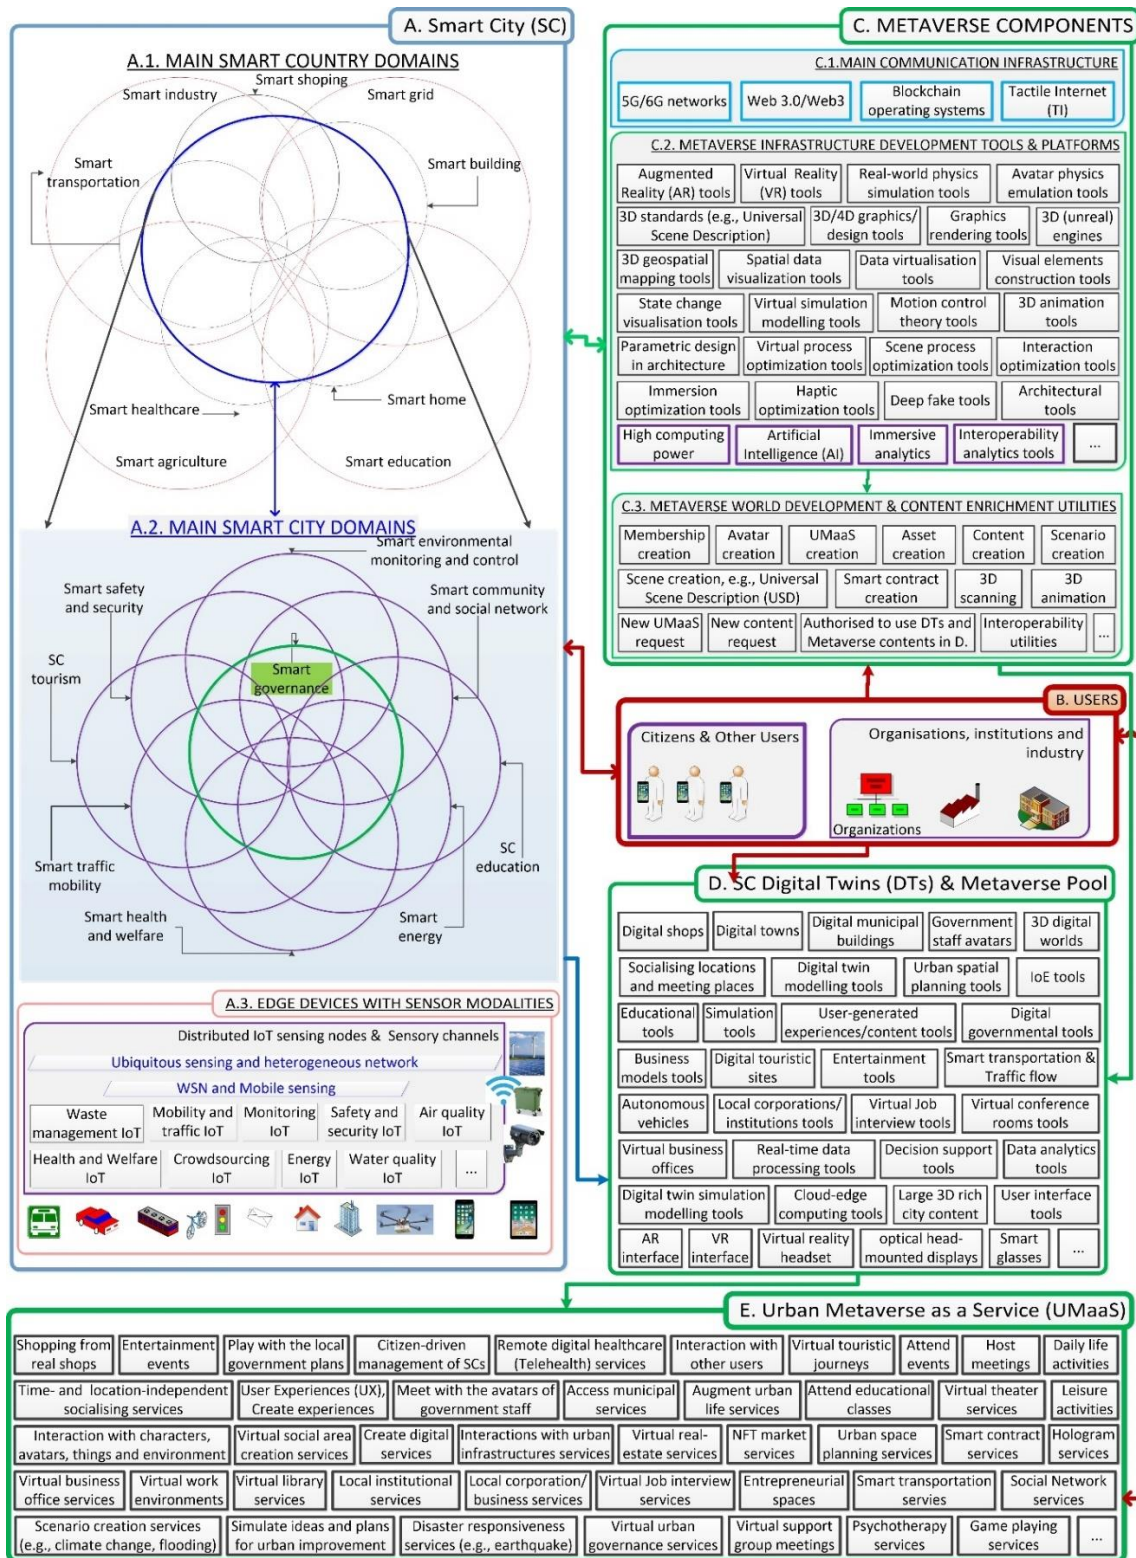 A. Smart City (SC)
A.1. MAIN SMART COUNTRY DOMAINS
Smart shoping
Smart industry
Smart grid
Smart
transportation
Smart building
Smart healthcare
Smart home
Smart agriculture
Smart education
A.2. MAIN SMART CITY DOMAINS
Smart environmental
monitoring and control
Smart safety
and security
Smart community
and social network
SC
tourism
Smart
governance
Smart traffic
mobility
SC
education
Smart health
and welfare
Smart
energy
A.3. EDGE DEVICES WITH SENSOR MODALITIES
Distributed IoT sensing nodes & Sensory channels
Ubiquitous sensing and heterogeneous network
WSN and Mobile sensing
Waste
management IoT
Mobility and
traffic IoT
Monitoring
IoT
Safety and
security IoT
Air quality
IoT
Health and Welfare
IoT
Crowdsourcing
IoT
Energy
IoT
Water quality
IoT
...
C. METAVERSE COMPONENTS
C.1.MAIN COMMUNICATION INFRASTRUCTURE
5G/6G networks
Web 3.0/Web3
Blockchain
operating systems
Tactile Internet
(TI)
C.2. METAVERSE INFRASTRUCTURE DEVELOPMENT TOOLS & PLATFORMS
Augmented
Reality (AR) tools
Virtual Reality
(VR) tools
Real-world physics
simulation tools
Avatar physics
emulation tools
3D standards (e.g., Universal
Scene Description)
3D/4D graphics/
design tools
Graphics
rendering tools
3D (unreal)
engines
3D geospatial
mapping tools
Spatial data
visualization tools
Data virtualisation
tools
Visual elements
construction tools
State change
visualisation tools
Virtual simulation
modelling tools
Motion control
theory tools
3D animation
tools
Parametric design
in architecture
Virtual process
optimization tools
Scene process
optimization tools
Interaction
optimization tools
Immersion
optimization tools
Haptic
optimization tools
Deep fake tools
Architectural
tools
High computing
power
Artificial
Intelligence (AI)
Immersive
analytics
Interoperability
analytics tools
...
C.3. METAVERSE WORLD DEVELOPMENT & CONTENT ENRICHMENT UTILITIES
Membership
creation
Avatar
creation
UMaaS
creation
Asset
creation
Content
creation
Scenario
creation
Scene creation, e.g., Universal
Scene Description (USD)
Smart contract
creation
3D
scanning
3D
animation
New UMaaS
request
New content
request
Authorised to use DTs and
Metaverse contents in D.
Interoperability
utilities
...
B. USERS
Citizens & Other Users
Organisations, institutions and
industry
Organizations
D. SC Digital Twins (DTs) & Metaverse Pool
Digital shops
Digital towns
Digital municipal
buildings
Government
staff avatars
3D digital
worlds
Socialising locations
and meeting places
Digital twin
modelling tools
Urban spatial
planning tools
IoE tools
Educational
tools
Simulation
tools
User-generated
experiences/content tools
Digital
governmental tools
Business
models tools
Digital touristic
sites
Entertainment
tools
Smart transportation &
Traffic flow
Autonomous
vehicles
Local corporations/
institutions tools
Virtual Job
interview tools
Virtual conference
rooms tools
Virtual business
offices
Real-time data
processing tools
Decision support
tools
Data analytics
tools
Digital twin simulation
modelling tools
Cloud-edge
computing tools
Large 3D rich
city content
User interface
tools
AR
interface
VR
interface
Virtual reality
headset
optical head-
mounted displays
Smart
glasses
...
E. Urban Metaverse as a Service (UMaaS)
Shopping from
real shops
Entertainment
events
Play with the local
government plans
Citizen-driven
management of SCs
Remote digital healthcare
(Telehealth) services
Interaction with
other users
Virtual touristic
journeys
Attend
events
Host
meetings
Daily life
activities
Time- and location-independent
socialising services
User Experiences (UX),
Create experiences
Meet with the avatars of
government staff
Access municipal
services
Augment urban
life services
Attend educational
classes
Virtual theater
services
Leisure
activities
Interaction with characters,
avatars, things and environment
Virtual social area
creation services
Create digital
services
Interactions with urban
infrastructures services
Virtual real-
estate services
NFT market
services
Urban space
planning services
Smart contract
services
Hologram
services
Virtual business
office services
Virtual work
environments
Virtual library
services
Local institutional
services
Local corporation/
business services
Virtual Job interview
services
Entrepreneurial
spaces
Smart transportation
servies
Social Network
services
Scenario creation services
(e.g., climate change, flooding)
Simulate ideas and plans
for urban improvement
Disaster responsiveness
services (e.g., earthquake)
Virtual urban
governance services
Virtual support
group meetings
Psychotherapy
services
Game playing
services
...